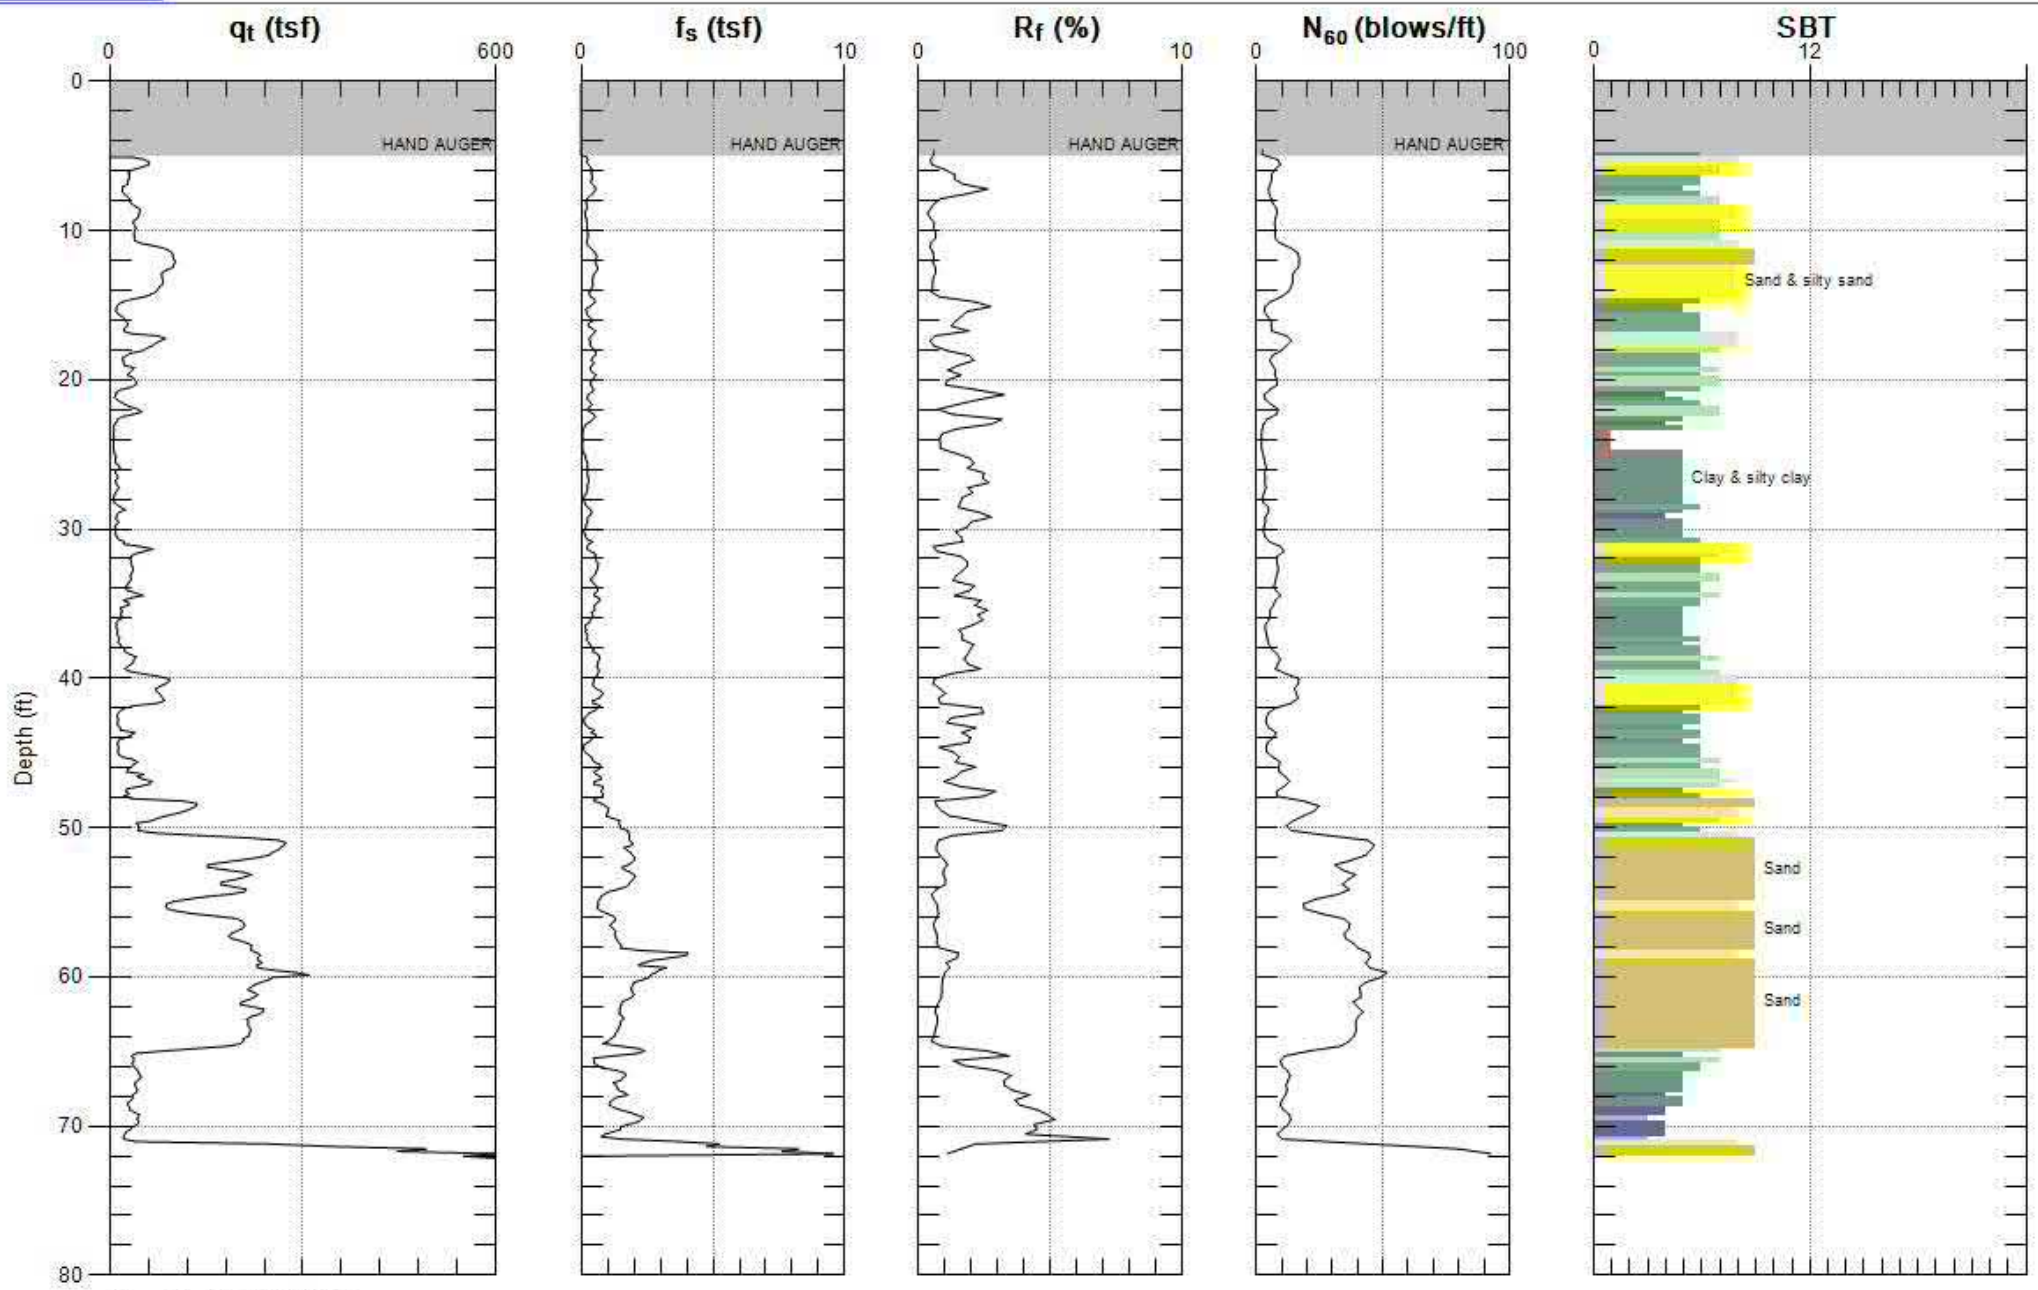 qt (tsf) fs (tsf) Rf (%) N60 (blows/ft) SBT
0 600 0 10 0 10 0 100 0 12
0
HAND AUGER HAND AUGER HAND AUGER HAND AUGER
10
Sand & silty sand
20
Clay & silty clay
30
40
Depth (ft)
50
Sand
Sand
60
Sand
70
80